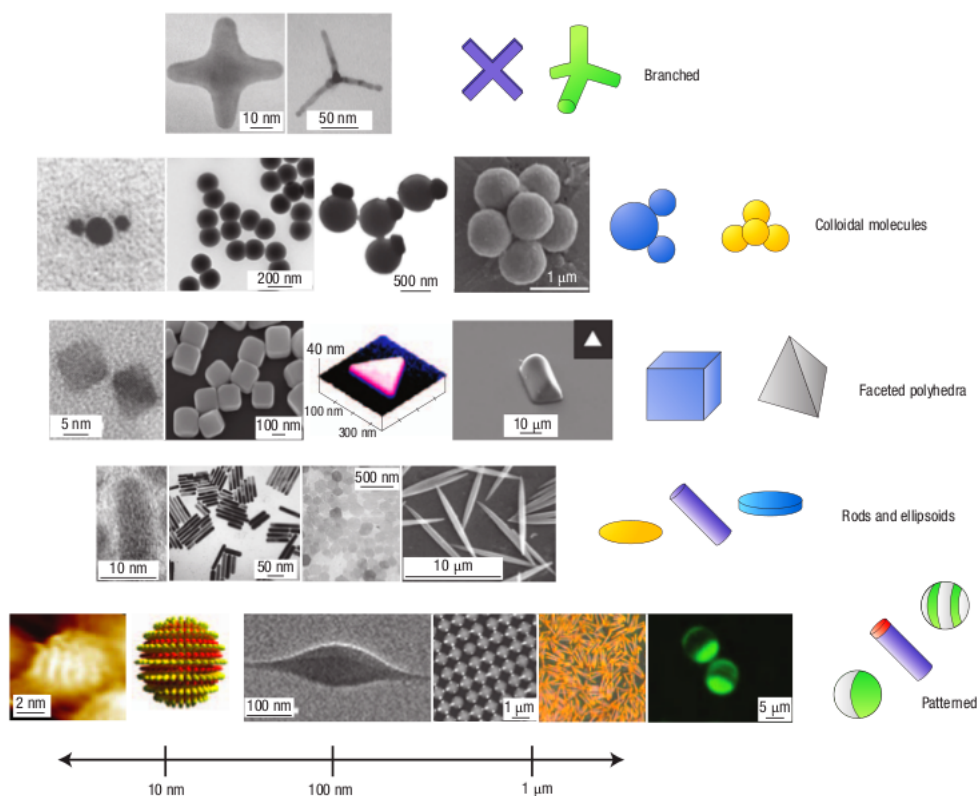 10 nm
50 nm
Branched
200 nm
500 nm
1 µm
Colloidal molecules
5 nm
100 nm
40 nm
100 nm
300 nm
10 µm
Faceted polyhedra
10 nm
50 nm
500 nm
10 µm
Rods and ellipsoids
2 nm
100 nm
1 µm
5 µm
Patterned
10 nm
100 nm
1 µm